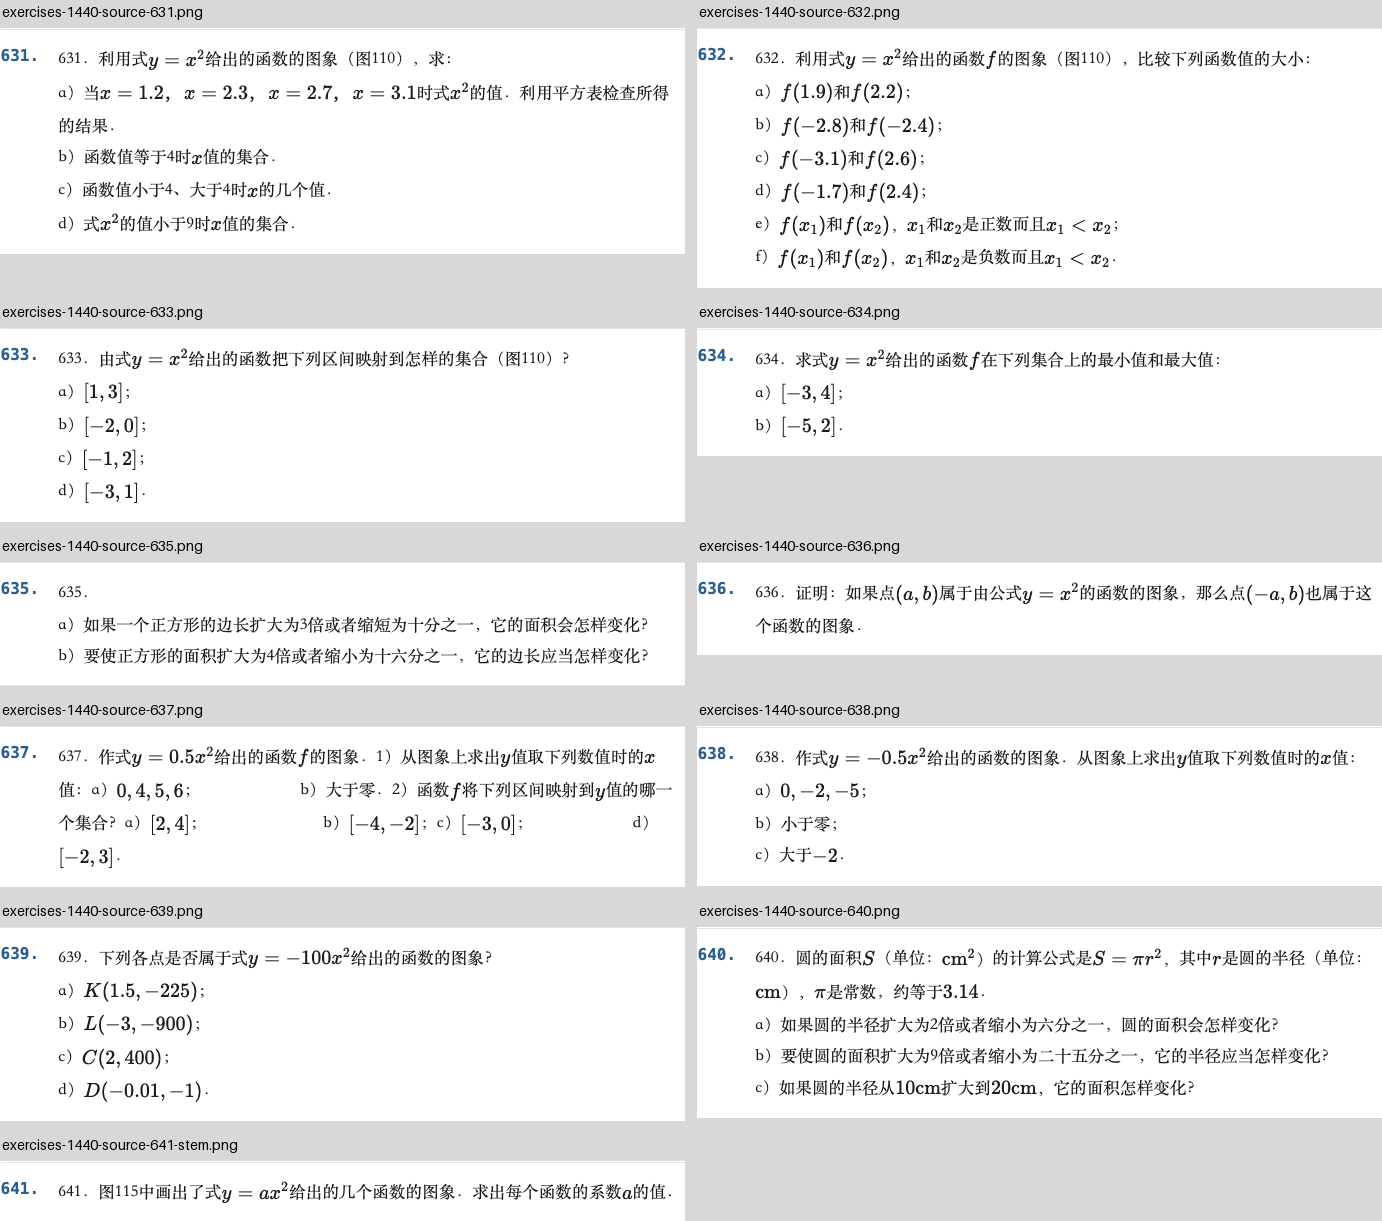 exercises-1440-source-631.png
631. 631．利用式y = x²给出的函数的图象（图110），求：
a）当x = 1.2， x = 2.3， x = 2.7， x = 3.1时式x²的值．利用平方表检查所得
的结果．
b）函数值等于4时x值的集合．
c）函数值小于4、大于4时x的几个值．
d）式x²的值小于9时x值的集合．
exercises-1440-source-632.png
632. 632．利用式y = x²给出的函数f的图象（图110），比较下列函数值的大小：
a）f(1.9)和f(2.2)；
b）f(−2.8)和f(−2.4)；
c）f(−3.1)和f(2.6)；
d）f(−1.7)和f(2.4)；
e）f(x₁)和f(x₂)，x₁和x₂是正数而且x₁ < x₂；
f）f(x₁)和f(x₂)，x₁和x₂是负数而且x₁ < x₂．
exercises-1440-source-633.png
633. 633．由式y = x²给出的函数把下列区间映射到怎样的集合（图110）？
a）[1, 3]；
b）[−2, 0]；
c）[−1, 2]；
d）[−3, 1]．
exercises-1440-source-634.png
634. 634．求式y = x²给出的函数f在下列集合上的最小值和最大值：
a）[−3, 4]；
b）[−5, 2]．
exercises-1440-source-635.png
635. 635．
a）如果一个正方形的边长扩大为3倍或者缩短为十分之一，它的面积会怎样变化？
b）要使正方形的面积扩大为4倍或者缩小为十六分之一，它的边长应当怎样变化？
exercises-1440-source-636.png
636. 636．证明：如果点(a, b)属于由公式y = x²的函数的图象，那么点(−a, b)也属于这
个函数的图象．
exercises-1440-source-637.png
637. 637．作式y = 0.5x²给出的函数f的图象．1）从图象上求出y值取下列数值时的x
值：a）0, 4, 5, 6； b）大于零．2）函数f将下列区间映射到y值的哪一
个集合？a）[2, 4]； b）[−4, −2]；c）[−3, 0]； d）
[−2, 3]．
exercises-1440-source-638.png
638. 638．作式y = −0.5x²给出的函数的图象．从图象上求出y值取下列数值时的x值：
a）0, −2, −5；
b）小于零；
c）大于−2．
exercises-1440-source-639.png
639. 639．下列各点是否属于式y = −100x²给出的函数的图象？
a）K(1.5, −225)；
b）L(−3, −900)；
c）C(2, 400)；
d）D(−0.01, −1)．
exercises-1440-source-640.png
640. 640．圆的面积S（单位：cm²）的计算公式是S = πr²，其中r是圆的半径（单位：
cm），π是常数，约等于3.14．
a）如果圆的半径扩大为2倍或者缩小为六分之一，圆的面积会怎样变化？
b）要使圆的面积扩大为9倍或者缩小为二十五分之一，它的半径应当怎样变化？
c）如果圆的半径从10cm扩大到20cm，它的面积怎样变化？
exercises-1440-source-641-stem.png
641. 641．图115中画出了式y = ax²给出的几个函数的图象．求出每个函数的系数a的值．